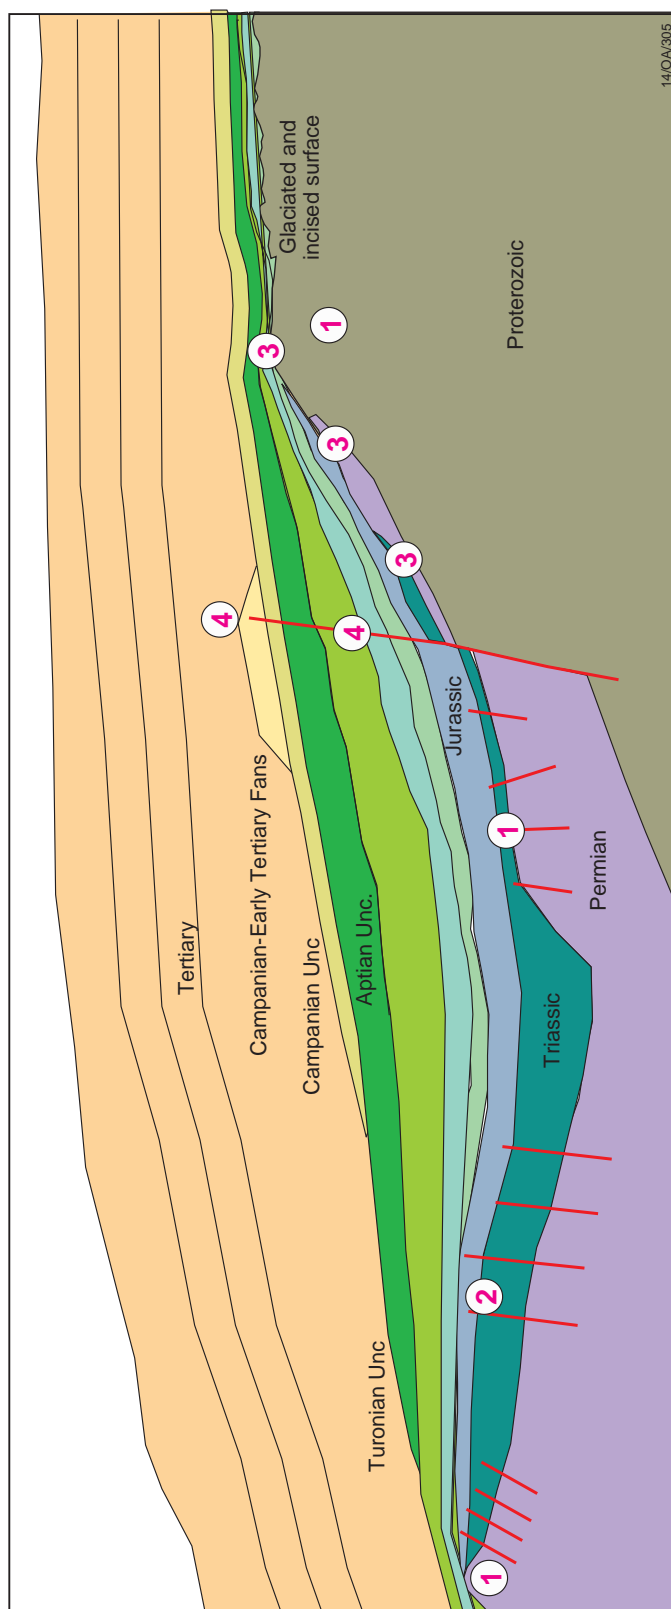 Tertiary
Campanian-Early Tertiary Fans
Campanian Unc
Turonian Unc
Aptian Unc.
Jurassic
Triassic
Permian
Proterozoic
Glaciated and
incised surface
4
4
3
3
3
1
1
2
1
14/OA/305